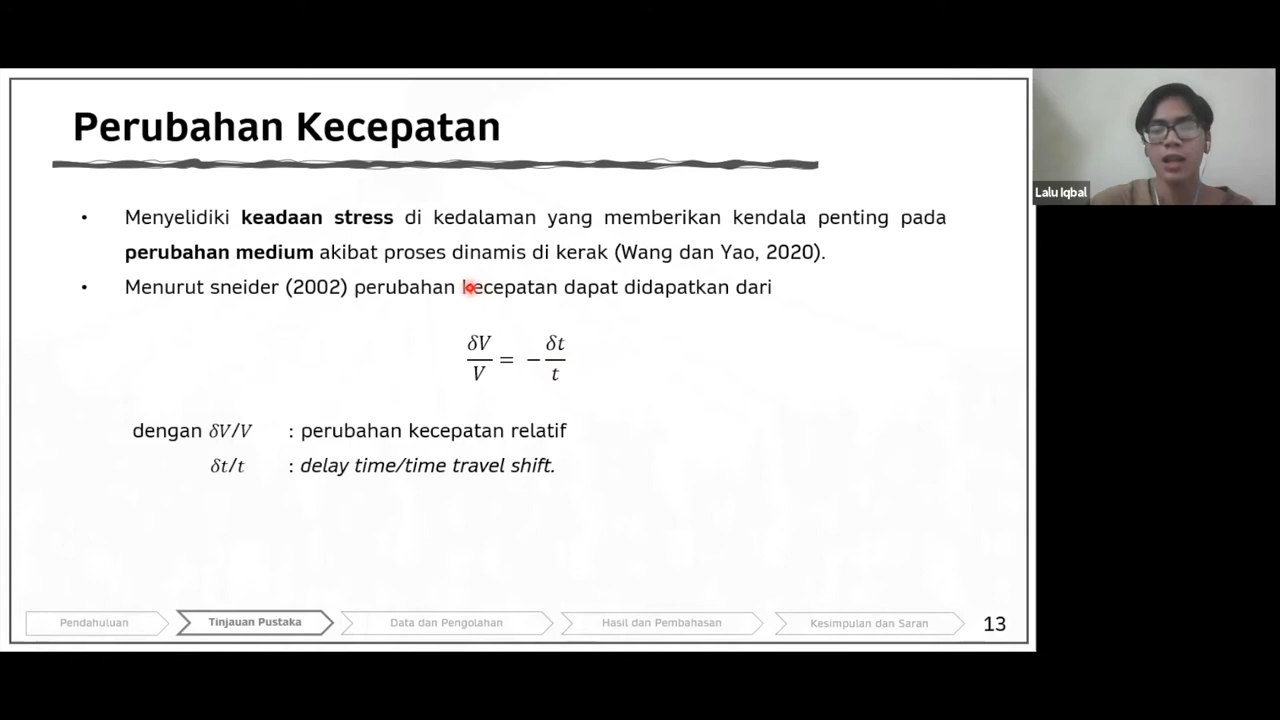 Perubahan Kecepatan
Lalu Iqbal
• Menyelidiki keadaan stress di kedalaman yang memberikan kendala penting pada
perubahan medium akibat proses dinamis di kerak (Wang dan Yao, 2020).
• Menurut sneider (2002) perubahan kecepatan dapat didapatkan dari
δV/V = − δt/t
dengan δV/V : perubahan kecepatan relatif
δt/t : delay time/time travel shift.
Pendahuluan Tinjauan Pustaka Data dan Pengolahan Hasil dan Pembahasan Kesimpulan dan Saran 13